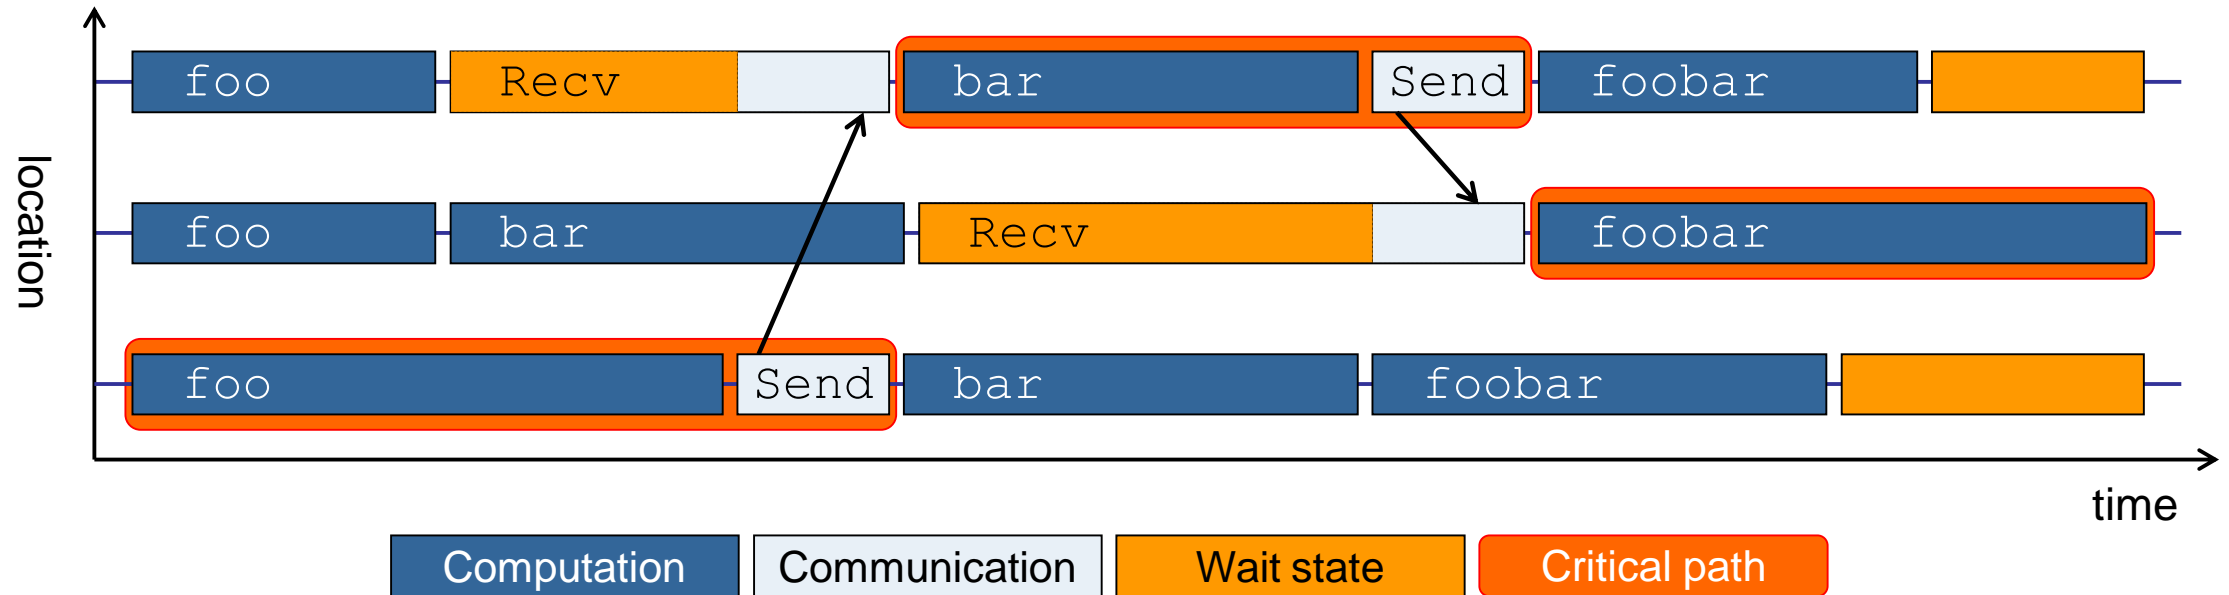 foo Recv bar Send foobar
location
foo bar Recv foobar
foo Send bar foobar
time
Computation Communication Wait state Critical path